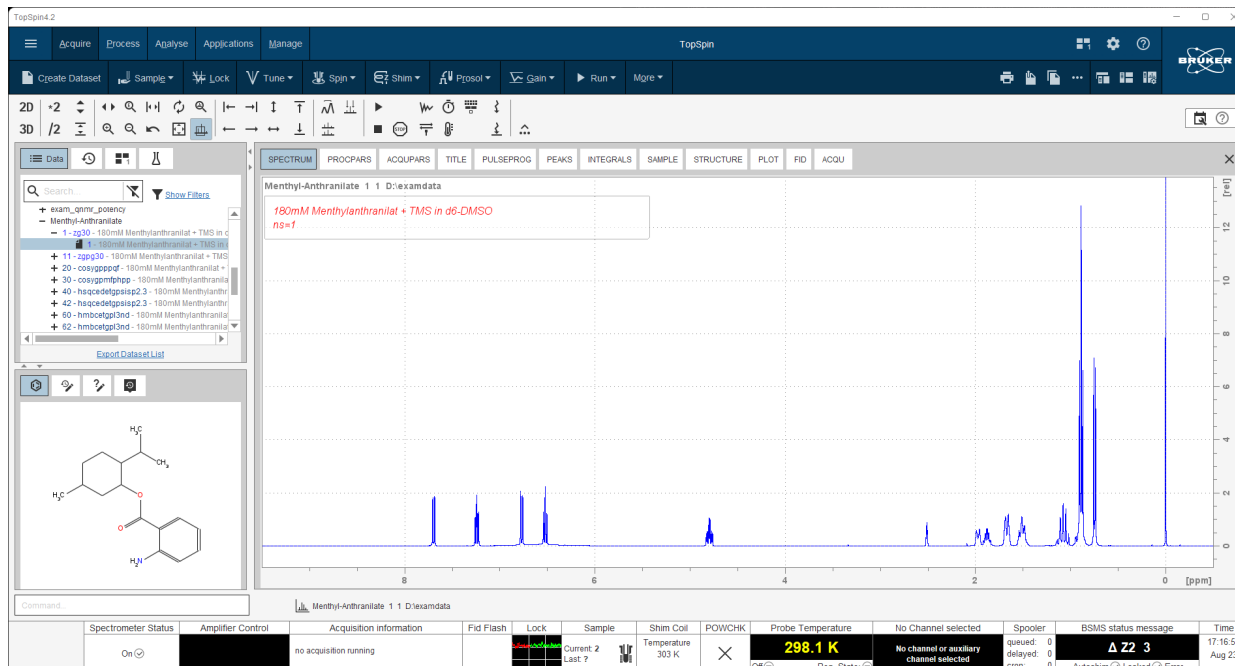 TopSpin4.2
Acquire Process Analyse Applications Manage
TopSpin
1
BRUKER
Create Dataset Sample Lock Tune Spin Shim Prosol Gain Run More
2D *2
3D /2
STOP
Data
1
SPECTRUM PROCPARS ACQUPARS TITLE PULSEPROG PEAKS INTEGRALS SAMPLE STRUCTURE PLOT FID ACQU
Search...
Show Filters
exam_qnmr_potency
Menthyl-Anthranilate
1 - zg30 - 180mM Menthylanthranilat + TMS in d
1 - 180mM Menthylanthranilat + TMS in d
11 - zgpg30 - 180mM Menthylanthranilat + TMS
20 - cosygpppqf - 180mM Menthylanthranilat +
30 - cosygpmfphpp - 180mM Menthylanthranila
40 - hsqcedetgpsisp2.3 - 180mM Menthylanthr
42 - hsqcedetgpsisp2.3 - 180mM Menthylanthr
60 - hmbcetgpl3nd - 180mM Menthylanthranilat
62 - hmbcetgpl3nd - 180mM Menthylanthranilat
Export Dataset List
Menthyl-Anthranilate 1 1 D:\examdata
180mM Menthylanthranilat + TMS in d6-DMSO
ns=1
[rel]
12
10
8
6
4
2
0
8 6 4 2 0 [ppm]
H3C
CH3
H3C
O
O
H2N
Command..
Menthyl-Anthranilate 1 1 D:\examdata
Spectrometer Status
On
Amplifier Control
Acquisition information
no acquisition running
Fid Flash
Lock
Sample
Current: 2
Last: ?
Shim Coil
Temperature
303 K
POWCHK
Probe Temperature
298.1 K
No Channel selected
No channel or auxiliary
channel selected
Spooler
queued: 0
delayed: 0
BSMS status message
Δ Z2 3
Time
17:16:5
Aug 23